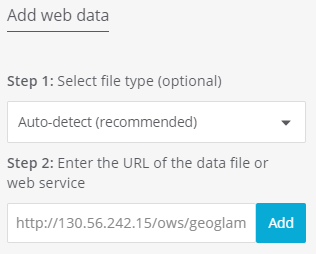 Add web data
Step 1: Select file type (optional)
Auto-detect (recommended)
Step 2: Enter the URL of the data file or
web service
http://130.56.242.15/ows/geoglam
Add